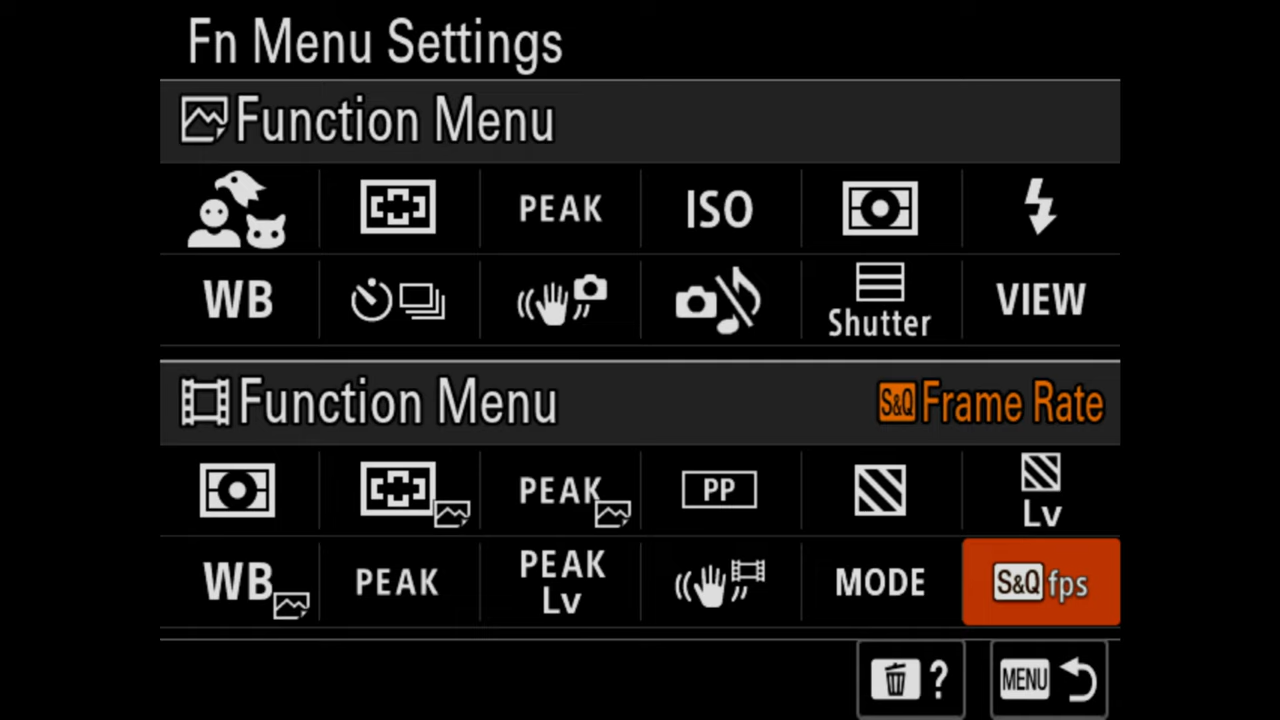 Fn Menu Settings
Function Menu
PEAK ISO
WB Shutter VIEW
Function Menu S&Q Frame Rate
PEAK PP Lv
WB PEAK PEAK Lv MODE S&Q fps
? MENU